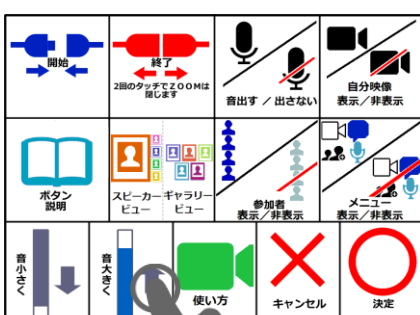 開始
終了
2回のタッチでZOOMは
閉じます
音出す / 出さない
自分映像
表示/非表示
ボタン
説明
スピーカー
ビュー
ギャラリー
ビュー
参加者
表示/非表示
メニュー
表示/非表示
音小さく
音大きく
使い方
キャンセル
決定